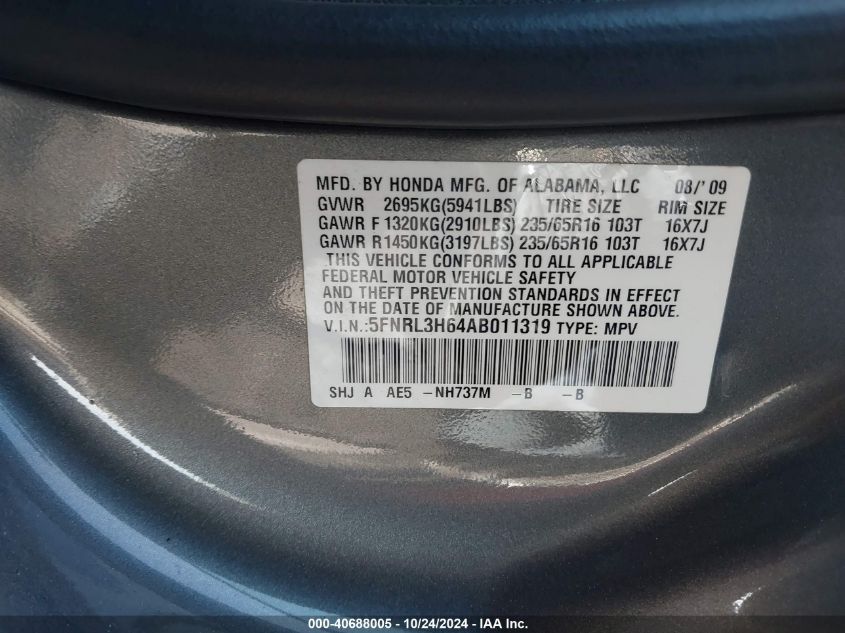 MFD. BY HONDA MFG. OF ALABAMA, LLC 08/'09
GVWR 2695KG(5941LBS) TIRE SIZE RIM SIZE
GAWR F 1320KG(2910LBS) 235/65R16 103T 16X7J
GAWR R1450KG(3197LBS) 235/65R16 103T 16X7J
THIS VEHICLE CONFORMS TO ALL APPLICABLE
FEDERAL MOTOR VEHICLE SAFETY
AND THEFT PREVENTION STANDARDS IN EFFECT
ON THE DATE OF MANUFACTURE SHOWN ABOVE.
V.I.N.:5FNRL3H64AB011319 TYPE: MPV
SHJ A AE5 -NH737M -B -B
000-40688005 - 10/24/2024 - IAA Inc.